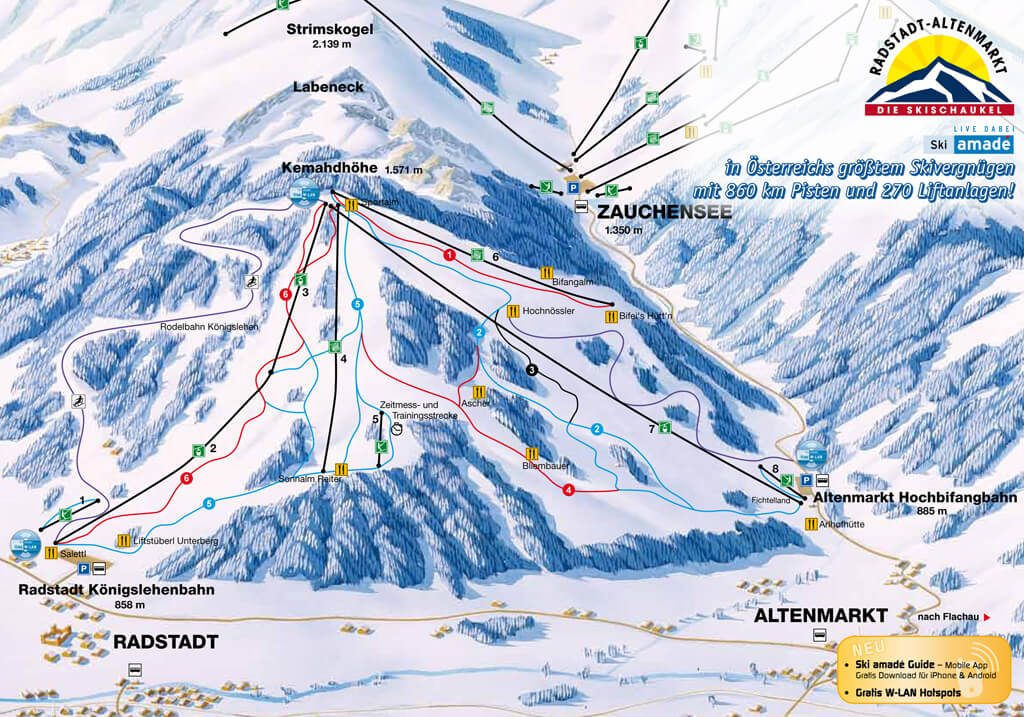 Strimskogel
2.139 m
Labeneck
Kemahdhöhe 1.571 m
RADSTADT-ALTENMARKT
DIE SKISCHAUKEL
LIVE DABEI
Ski amadé
in Österreichs größtem Skivergnügen
mit 860 km Pisten und 270 Liftanlagen!
P
ZAUCHENSEE
1.350 m
Sportalm
1
6
Bifangalm
3
6
5
Hochnössler
Bifei's Hütt'n
Rodelbahn Königslehen
2
4
3
Ascher
Zeitmess- und
Trainingsstrecke
5
2
7
2
Bliembauer
8
P
Sonnalm Reiter
6
4
Fichtelland
Altenmarkt Hochbifangbahn
885 m
1
5
Arlhofhütte
Liftstüberl Unterberg
Salettl
P
Radstadt Königslehenbahn
858 m
RADSTADT
ALTENMARKT
nach Flachau
NEU
• Ski amadé Guide – Mobile App
Gratis Download für iPhone & Android
• Gratis W-LAN Hotspots